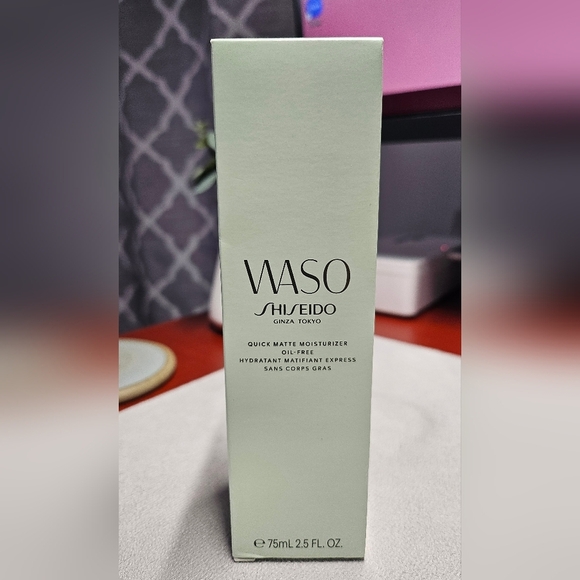 WASO
SHISEIDO
GINZA TOKYO
QUICK MATTE MOISTURIZER
OIL-FREE
HYDRATANT MATIFIANT EXPRESS
SANS CORPS GRAS
℮ 75mL 2.5 FL. OZ.